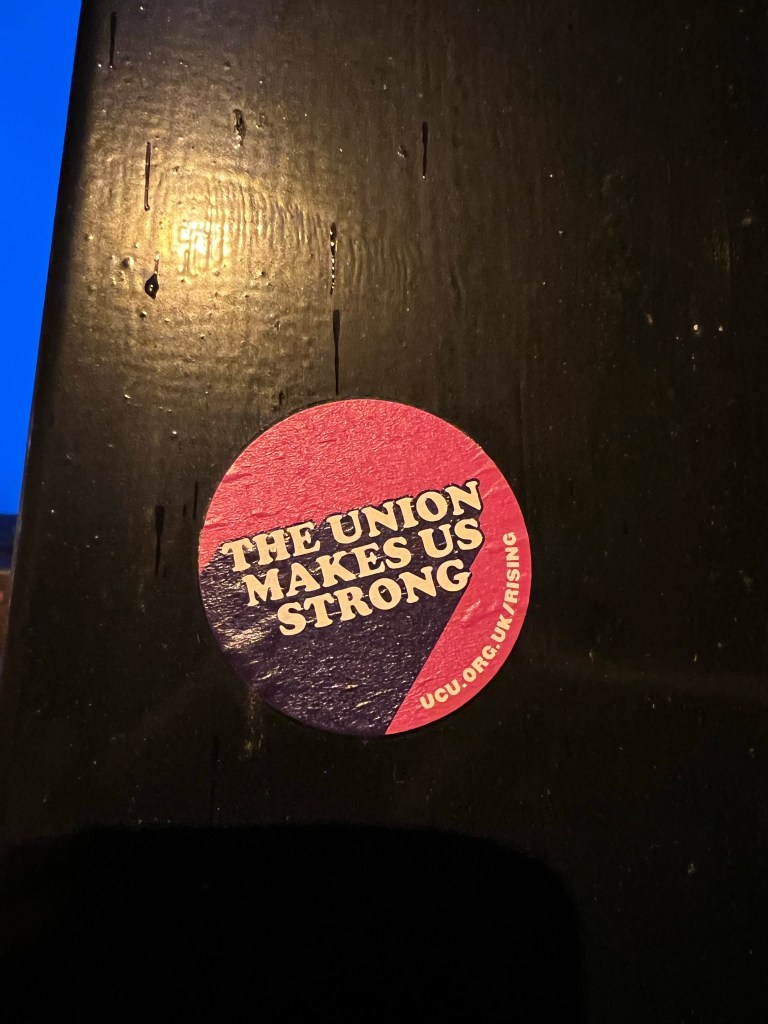 THE UNION
MAKES US
STRONG
UCU.ORG.UK/RISING